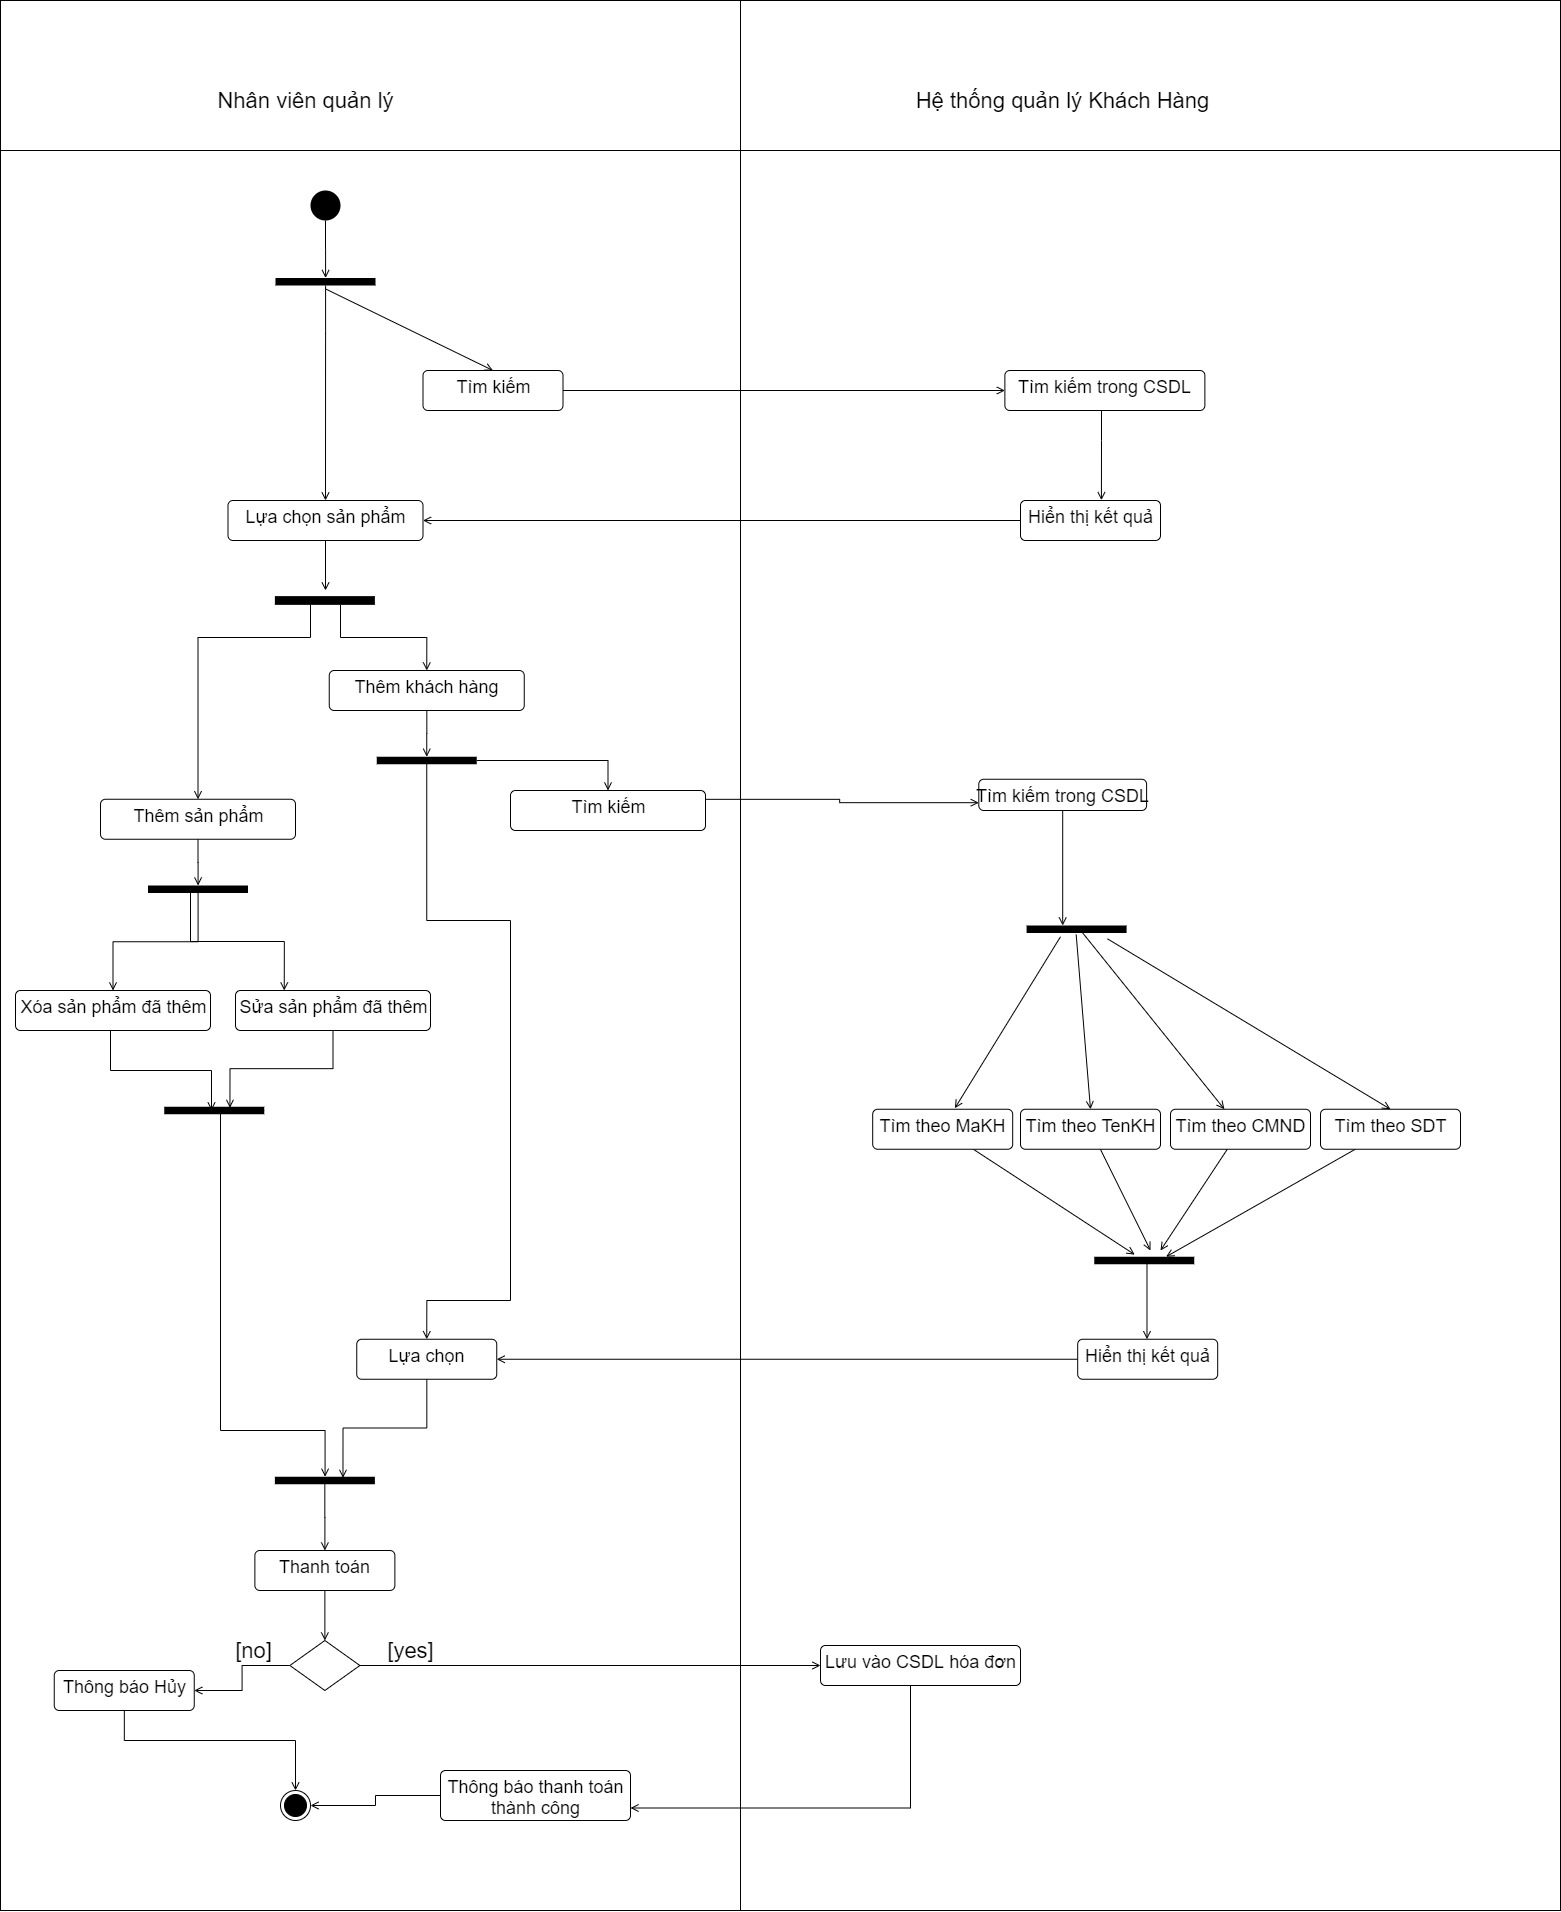 Nhân viên quản lý
Hệ thống quản lý Khách Hàng
Tìm kiếm
Tìm kiếm trong CSDL
Lựa chọn sản phẩm
Hiển thị kết quả
Thêm khách hàng
Thêm sản phẩm
Tìm kiếm
Tìm kiếm trong CSDL
Xóa sản phẩm đã thêm
Sửa sản phẩm đã thêm
Tìm theo MaKH
Tìm theo TenKH
Tìm theo CMND
Tìm theo SDT
Lựa chọn
Hiển thị kết quả
Thanh toán
[no]
[yes]
Lưu vào CSDL hóa đơn
Thông báo Hủy
Thông báo thanh toán
thành công